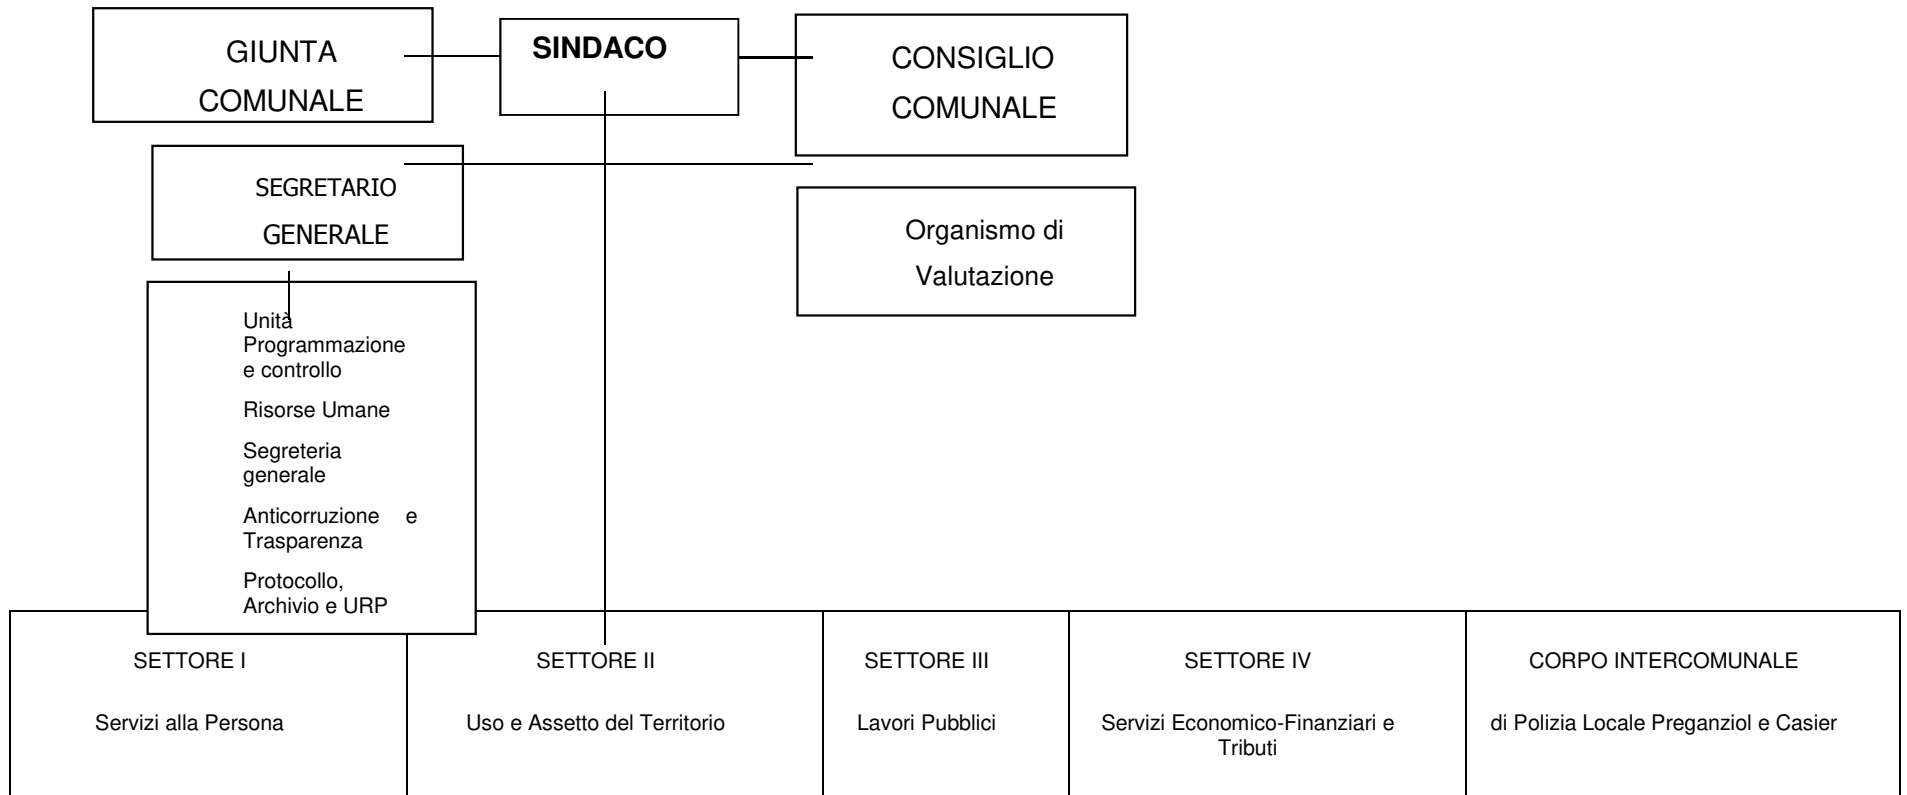 GIUNTA
COMUNALE
SINDACO
CONSIGLIO
COMUNALE
SEGRETARIO
GENERALE
Organismo di
Valutazione
Unità
Programmazione
e controllo
Risorse Umane
Segreteria
generale
Anticorruzione e
Trasparenza
Protocollo,
Archivio e URP
SETTORE I
Servizi alla Persona
SETTORE II
Uso e Assetto del Territorio
SETTORE III
Lavori Pubblici
SETTORE IV
Servizi Economico-Finanziari e
Tributi
CORPO INTERCOMUNALE
di Polizia Locale Preganziol e Casier